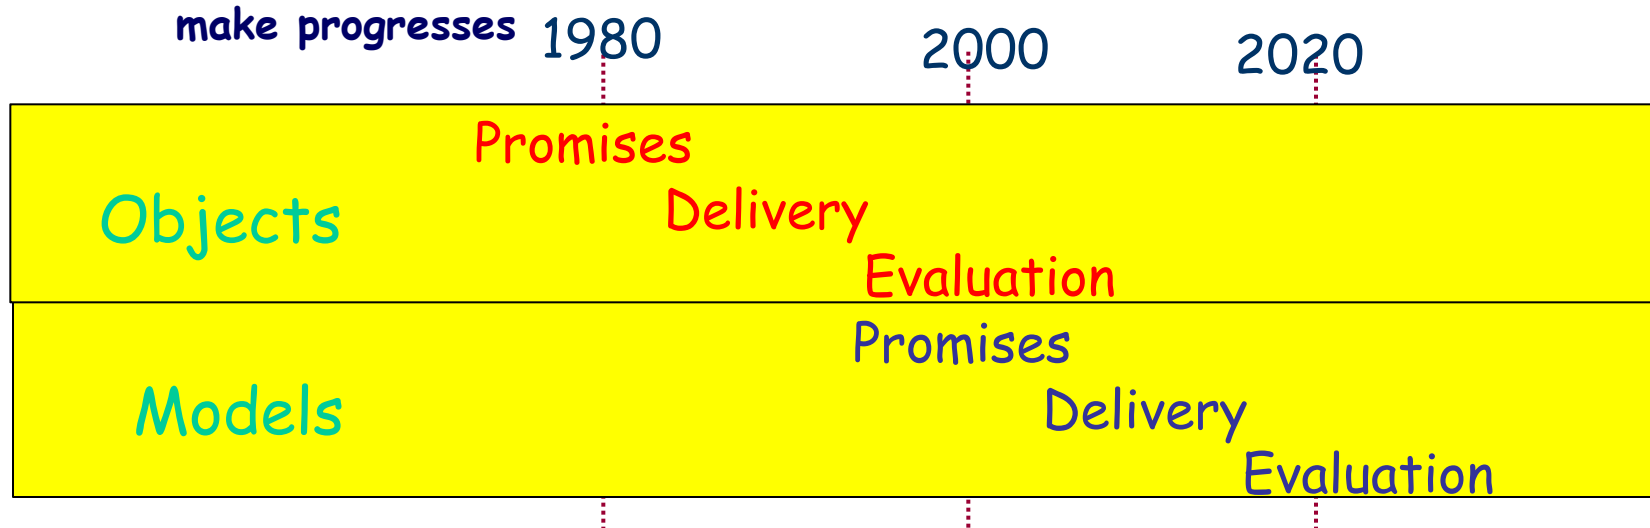 make progresses
1980 2000 2020
Promises
Objects
Delivery
Evaluation
Promises
Models
Delivery
Evaluation